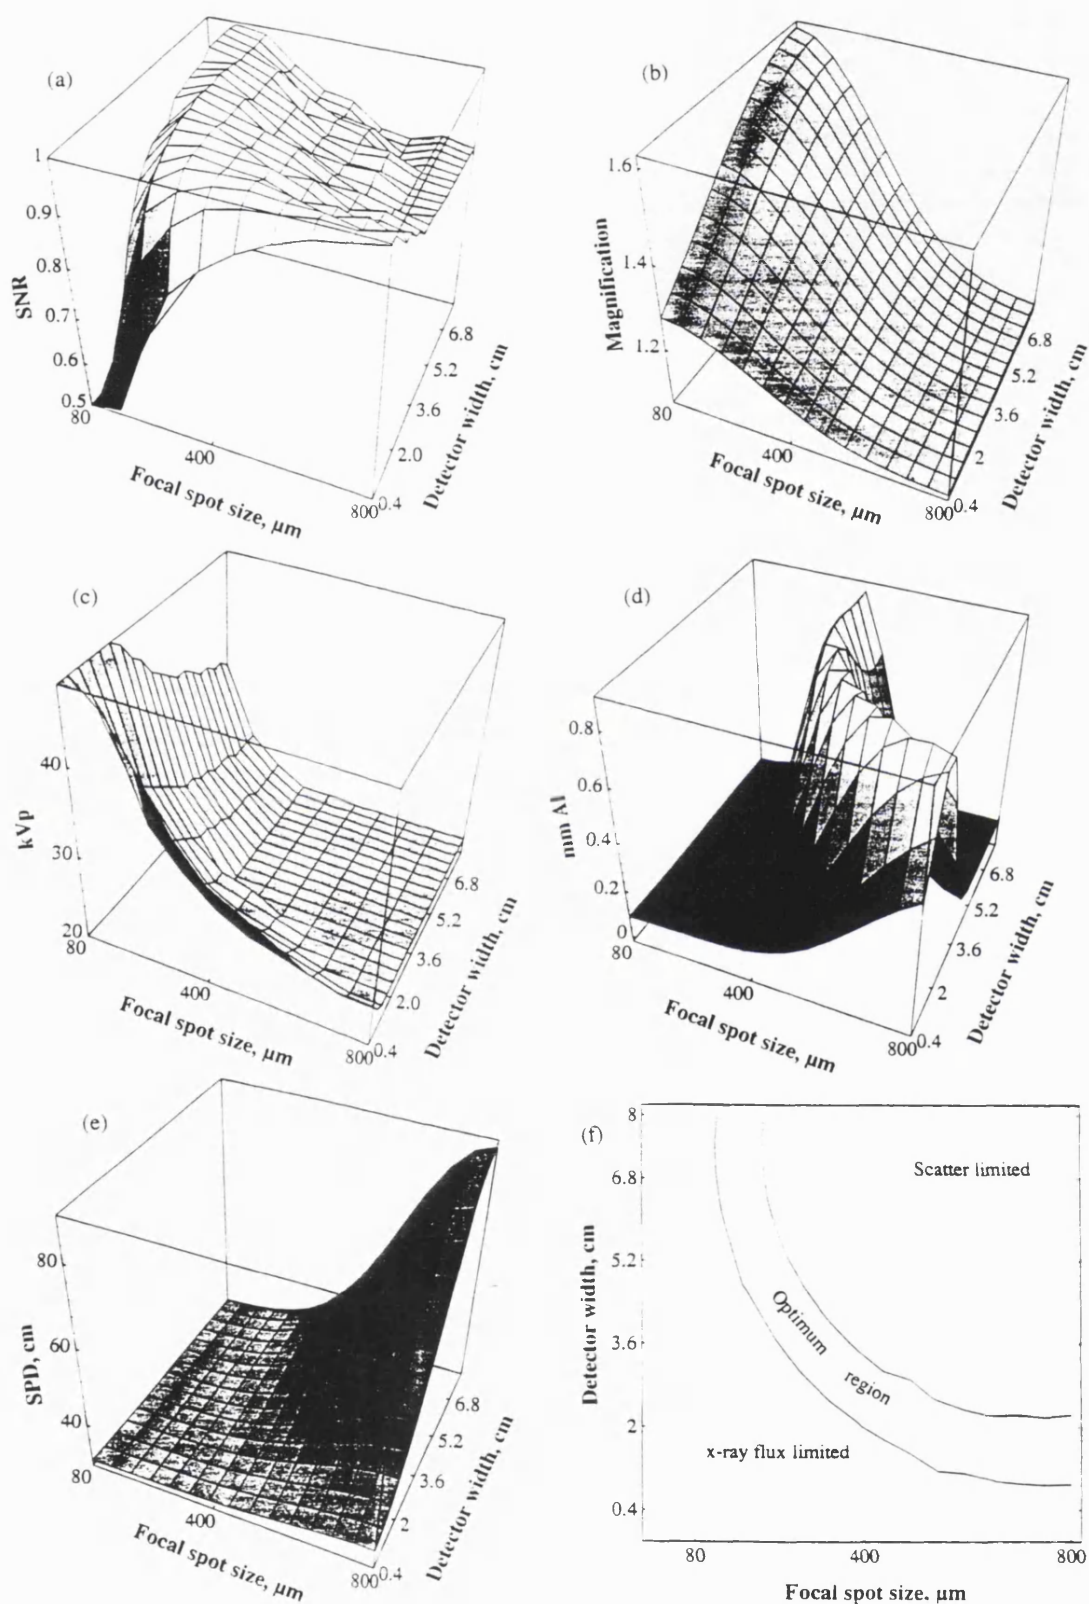 (a)
1
0.9
0.8
0.7
0.6
0.5
SNR
80
400
800
Focal spot size, µm
0.4
2.0
3.6
5.2
6.8
Detector width, cm
(b)
1.6
1.4
1.2
Magnification
80
400
800
Focal spot size, µm
0.4
2
3.6
5.2
6.8
Detector width, cm
(c)
40
30
20
kVp
80
400
800
Focal spot size, µm
0.4
2.0
3.6
5.2
6.8
Detector width, cm
(d)
0.8
0.6
0.4
0.2
0
mm Al
80
400
800
Focal spot size, µm
0.4
2
3.6
5.2
6.8
Detector width, cm
(e)
80
60
40
SPD, cm
80
400
800
Focal spot size, µm
0.4
2
3.6
5.2
6.8
Detector width, cm
(f)
8
6.8
5.2
3.6
2
0.4
Detector width, cm
Scatter limited
Optimum
region
x-ray flux limited
80
400
800
Focal spot size. µm